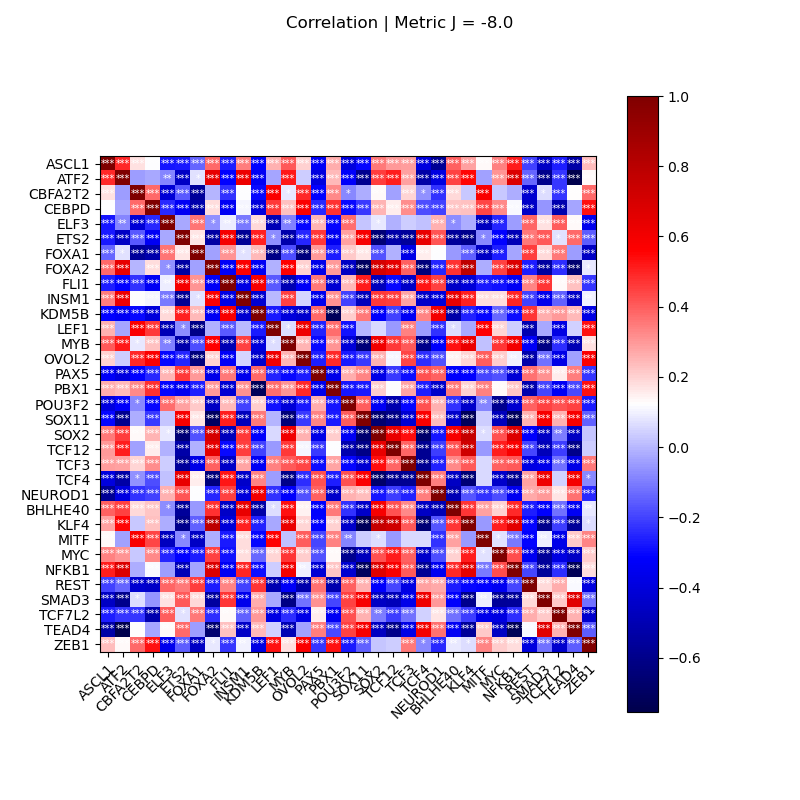 Correlation | Metric J = -8.0
ASCL1
ATF2
CBFA2T2
CEBPD
ELF3
ETS2
FOXA1
FOXA2
FLI1
INSM1
KDM5B
LEF1
MYB
OVOL2
PAX5
PBX1
POU3F2
SOX11
SOX2
TCF12
TCF3
TCF4
NEUROD1
BHLHE40
KLF4
MITF
MYC
NFKB1
REST
SMAD3
TCF7L2
TEAD4
ZEB1
ASCL1
ATF2
CBFA2T2
CEBPD
ELF3
ETS2
FOXA1
FOXA2
FLI1
INSM1
KDM5B
LEF1
MYB
OVOL2
PAX5
PBX1
POU3F2
SOX11
SOX2
TCF12
TCF3
TCF4
NEUROD1
BHLHE40
KLF4
MITF
MYC
NFKB1
REST
SMAD3
TCF7L2
TEAD4
ZEB1
1.0
0.8
0.6
0.4
0.2
0.0
−0.2
−0.4
−0.6